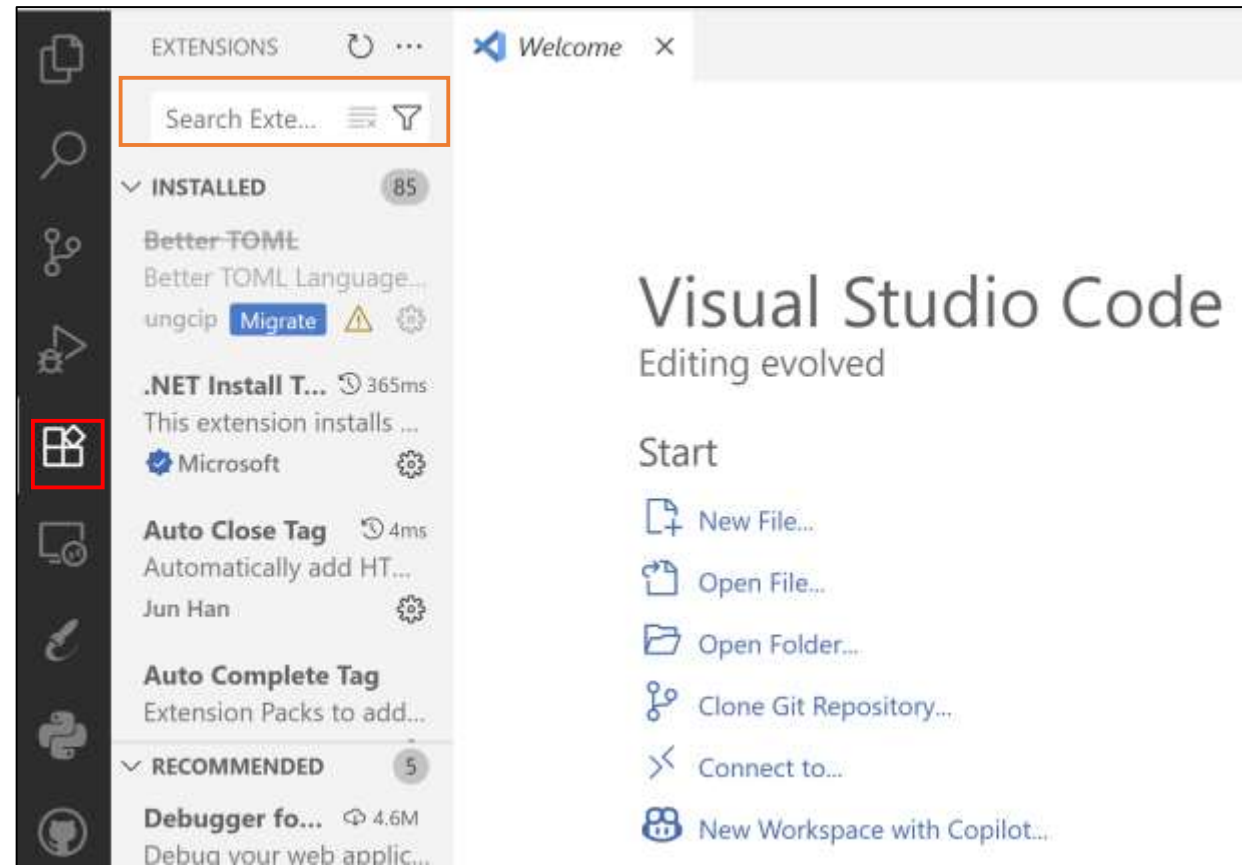 EXTENSIONS
Search Exte...
INSTALLED 85
Better TOML
Better TOML Language...
ungcip Migrate
.NET Install T... 365ms
This extension installs ...
Microsoft
Auto Close Tag 4ms
Automatically add HT...
Jun Han
Auto Complete Tag
Extension Packs to add...
RECOMMENDED 5
Debugger fo... 4.6M
Debug your web applic...
Welcome
Visual Studio Code
Editing evolved
Start
New File...
Open File...
Open Folder...
Clone Git Repository...
Connect to...
New Workspace with Copilot...